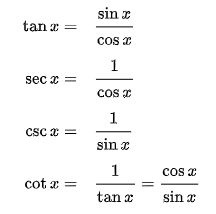 tan x = sin x / cos x
sec x = 1 / cos x
csc x = 1 / sin x
cot x = 1 / tan x = cos x / sin x